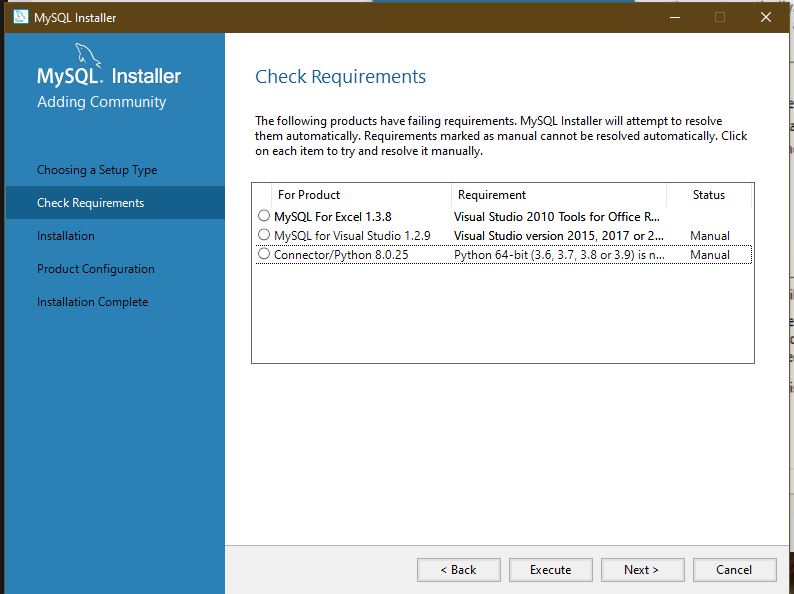 MySQL Installer
MySQL. Installer
Adding Community
Choosing a Setup Type
Check Requirements
Installation
Product Configuration
Installation Complete
Check Requirements
The following products have failing requirements. MySQL Installer will attempt to resolve
them automatically. Requirements marked as manual cannot be resolved automatically. Click
on each item to try and resolve it manually.
For Product Requirement Status
MySQL For Excel 1.3.8 Visual Studio 2010 Tools for Office R...
MySQL for Visual Studio 1.2.9 Visual Studio version 2015, 2017 or 2... Manual
Connector/Python 8.0.25 Python 64-bit (3.6, 3.7, 3.8 or 3.9) is n... Manual
< Back Execute Next > Cancel